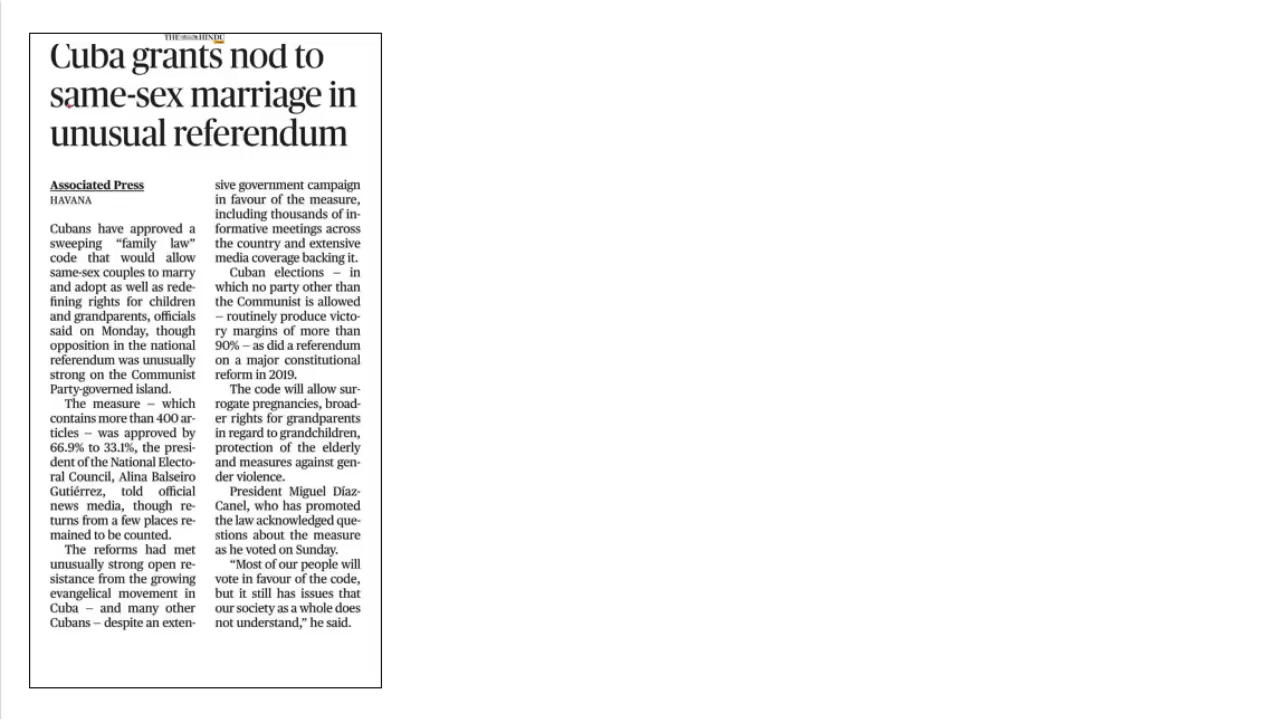 THE HINDU
Cuba grants nod to
same-sex marriage in
unusual referendum
Associated Press
HAVANA
Cubans have approved a
sweeping “family law”
code that would allow
same-sex couples to marry
and adopt as well as rede-
fining rights for children
and grandparents, officials
said on Monday, though
opposition in the national
referendum was unusually
strong on the Communist
Party-governed island.
The measure – which
contains more than 400 ar-
ticles – was approved by
66.9% to 33.1%, the presi-
dent of the National Electo-
ral Council, Alina Balseiro
Gutiérrez, told official
news media, though re-
turns from a few places re-
mained to be counted.
The reforms had met
unusually strong open re-
sistance from the growing
evangelical movement in
Cuba – and many other
Cubans – despite an exten-
sive government campaign
in favour of the measure,
including thousands of in-
formative meetings across
the country and extensive
media coverage backing it.
Cuban elections – in
which no party other than
the Communist is allowed
– routinely produce victo-
ry margins of more than
90% – as did a referendum
on a major constitutional
reform in 2019.
The code will allow sur-
rogate pregnancies, broad-
er rights for grandparents
in regard to grandchildren,
protection of the elderly
and measures against gen-
der violence.
President Miguel Díaz-
Canel, who has promoted
the law acknowledged que-
stions about the measure
as he voted on Sunday.
“Most of our people will
vote in favour of the code,
but it still has issues that
our society as a whole does
not understand,” he said.